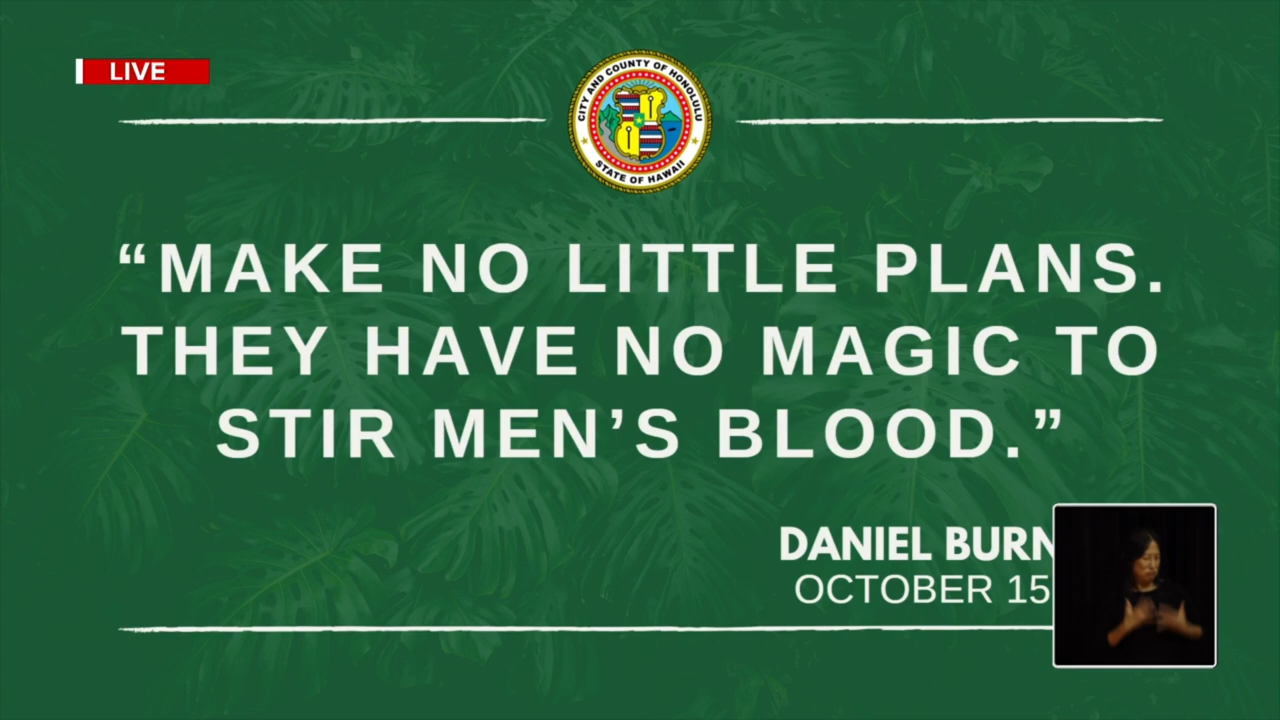 LIVE
CITY AND COUNTY OF HONOLULU
STATE OF HAWAII
“MAKE NO LITTLE PLANS.
THEY HAVE NO MAGIC TO
STIR MEN’S BLOOD.”
DANIEL
OCTOBER 15